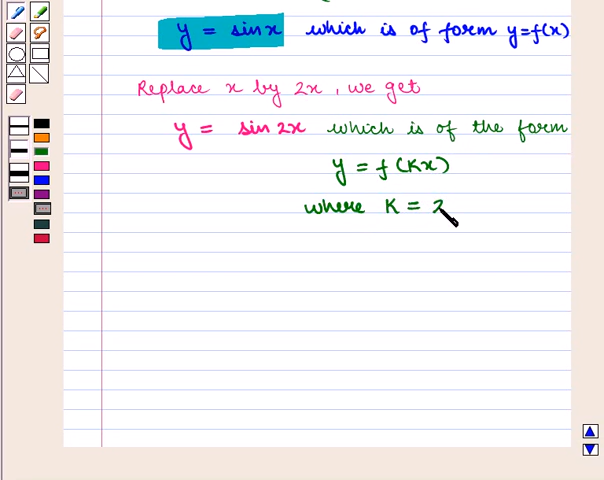 y = sinx which is of form y=f(x)
Replace x by 2x, we get
y = sin 2x which is of the form
y = f(Kx)
where K = 2